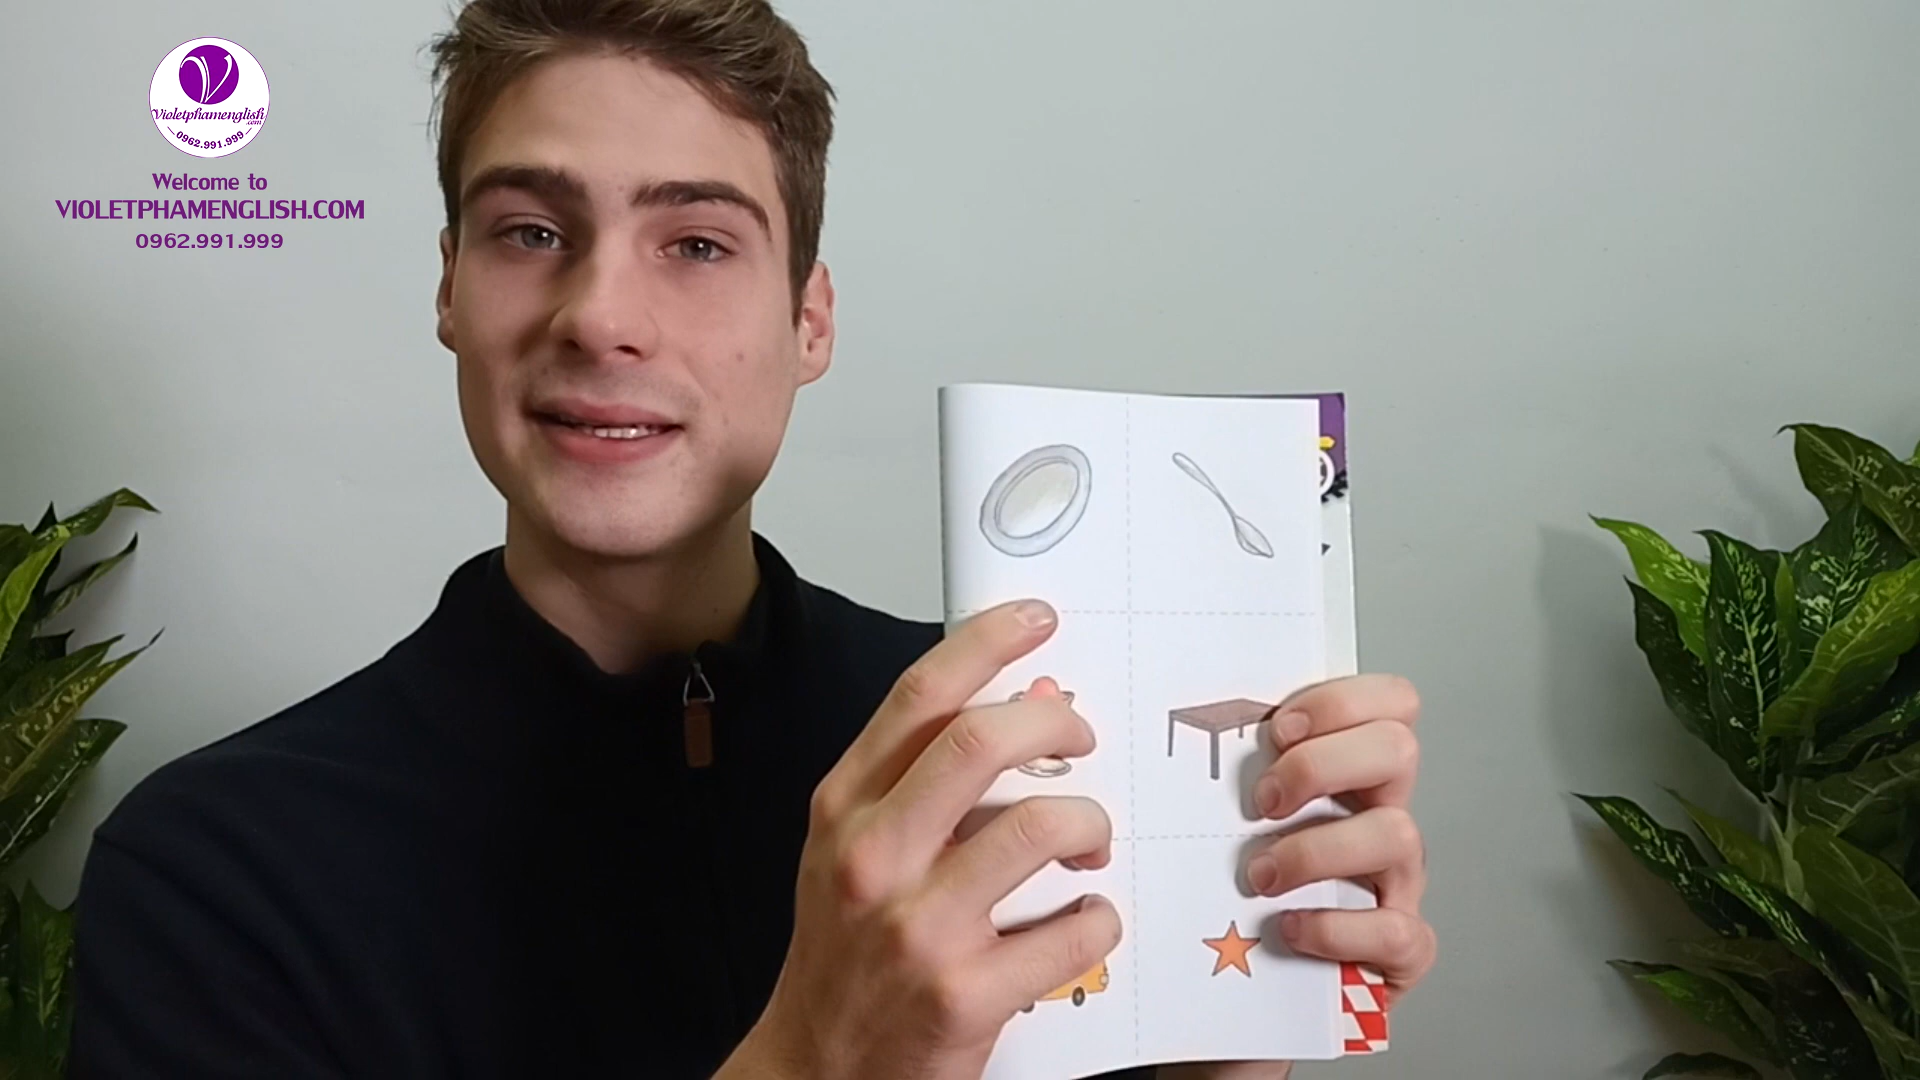 Violetphamenglish
.com
0962.991.999
Welcome to
VIOLETPHAMENGLISH.COM
0962.991.999